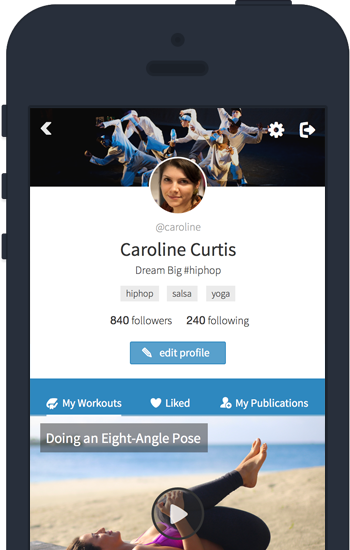 @caroline
Caroline Curtis
Dream Big #hiphop
hiphop salsa yoga
840 followers 240 following
edit profile
My Workouts Liked My Publications
Doing an Eight-Angle Pose